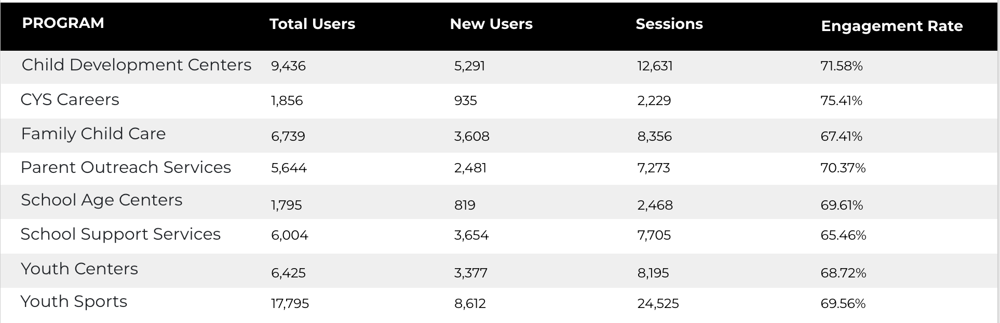 PROGRAM Total Users New Users Sessions Engagement Rate
Child Development Centers 9,436 5,291 12,631 71.58%
CYS Careers 1,856 935 2,229 75.41%
Family Child Care 6,739 3,608 8,356 67.41%
Parent Outreach Services 5,644 2,481 7,273 70.37%
School Age Centers 1,795 819 2,468 69.61%
School Support Services 6,004 3,654 7,705 65.46%
Youth Centers 6,425 3,377 8,195 68.72%
Youth Sports 17,795 8,612 24,525 69.56%